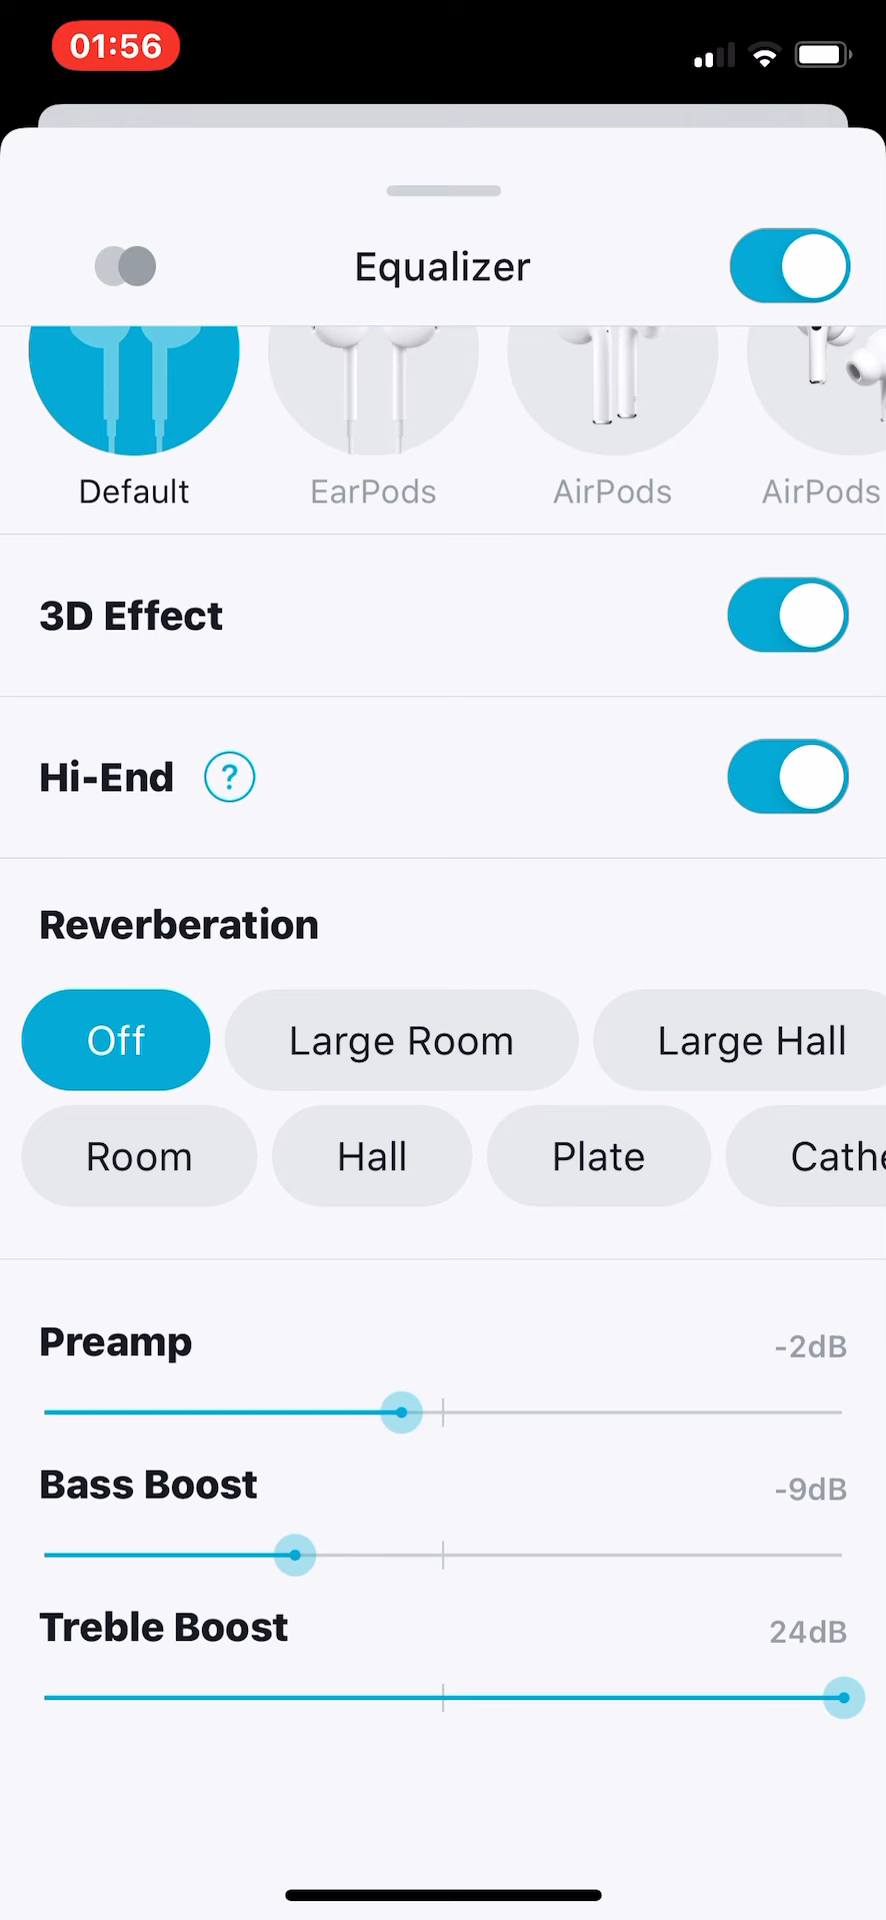 01:56
Equalizer
Default EarPods AirPods AirPods
3D Effect
Hi-End ?
Reverberation
Off Large Room Large Hall
Room Hall Plate Cathe
Preamp -2dB
Bass Boost -9dB
Treble Boost 24dB